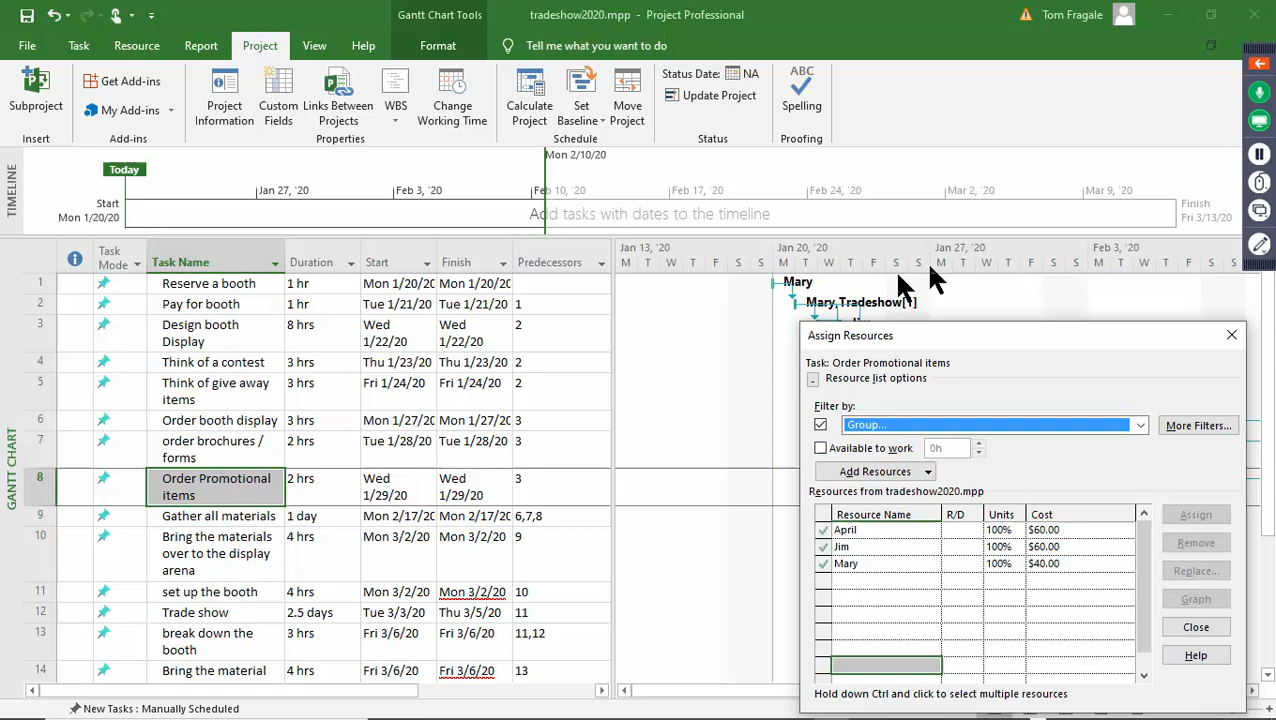 Gantt Chart Tools
tradeshow2020.mpp - Project Professional
Tom Fragale
File Task Resource Report Project View Help Format Tell me what you want to do
Subproject
Get Add-ins
My Add-ins
Project Information
Custom Fields
Links Between Projects
WBS
Change Working Time
Calculate Project
Set Baseline
Move Project
Status Date: NA
Update Project
ABC
Spelling
Insert Add-ins Properties Schedule Status Proofing
TIMELINE
Mon 2/10/20
Today
Jan 27, '20 Feb 3, '20 Feb 10, '20 Feb 17, '20 Feb 24, '20 Mar 2, '20 Mar 9, '20
Start
Mon 1/20/20
Add tasks with dates to the timeline
Finish
Fri 3/13/20
GANTT CHART
Task Mode Task Name Duration Start Finish Predecessors
1 Reserve a booth 1 hr Mon 1/20/20 Mon 1/20/20
2 Pay for booth 1 hr Tue 1/21/20 Tue 1/21/20 1
3 Design booth Display 8 hrs Wed 1/22/20 Wed 1/22/20 2
4 Think of a contest 3 hrs Thu 1/23/20 Thu 1/23/20 2
5 Think of give away items 3 hrs Fri 1/24/20 Fri 1/24/20 2
6 Order booth display 2 hrs Mon 1/27/20 Mon 1/27/20 3
7 order brochures / forms 2 hrs Tue 1/28/20 Tue 1/28/20 3
8 Order Promotional items 2 hrs Wed 1/29/20 Wed 1/29/20 3
9 Gather all materials 1 day Mon 2/17/20 Mon 2/17/20 6,7,8
10 Bring the materials over to the display arena 4 hrs Mon 3/2/20 Mon 3/2/20 9
11 set up the booth 4 hrs Mon 3/2/20 Mon 3/2/20 10
12 Trade show 2.5 days Tue 3/3/20 Thu 3/5/20 11
13 break down the booth 3 hrs Fri 3/6/20 Fri 3/6/20 11,12
14 Bring the material 4 hrs Fri 3/6/20 Fri 3/6/20 13
Jan 13, '20 Jan 20, '20 Jan 27, '20 Feb 3, '20
M T W T F S S M T W T F S S M T W T F S S M T W T F S S
Mary
Mary,Tradeshow[1]
Assign Resources
Task: Order Promotional items
- Resource list options
Filter by:
Group...
More Filters...
Available to work 0h
Add Resources
Resources from tradeshow2020.mpp
Resource Name R/D Units Cost
April 100% $60.00
Jim 100% $60.00
Mary 100% $40.00
Assign
Remove
Replace...
Graph
Close
Help
Hold down Ctrl and click to select multiple resources
New Tasks : Manually Scheduled